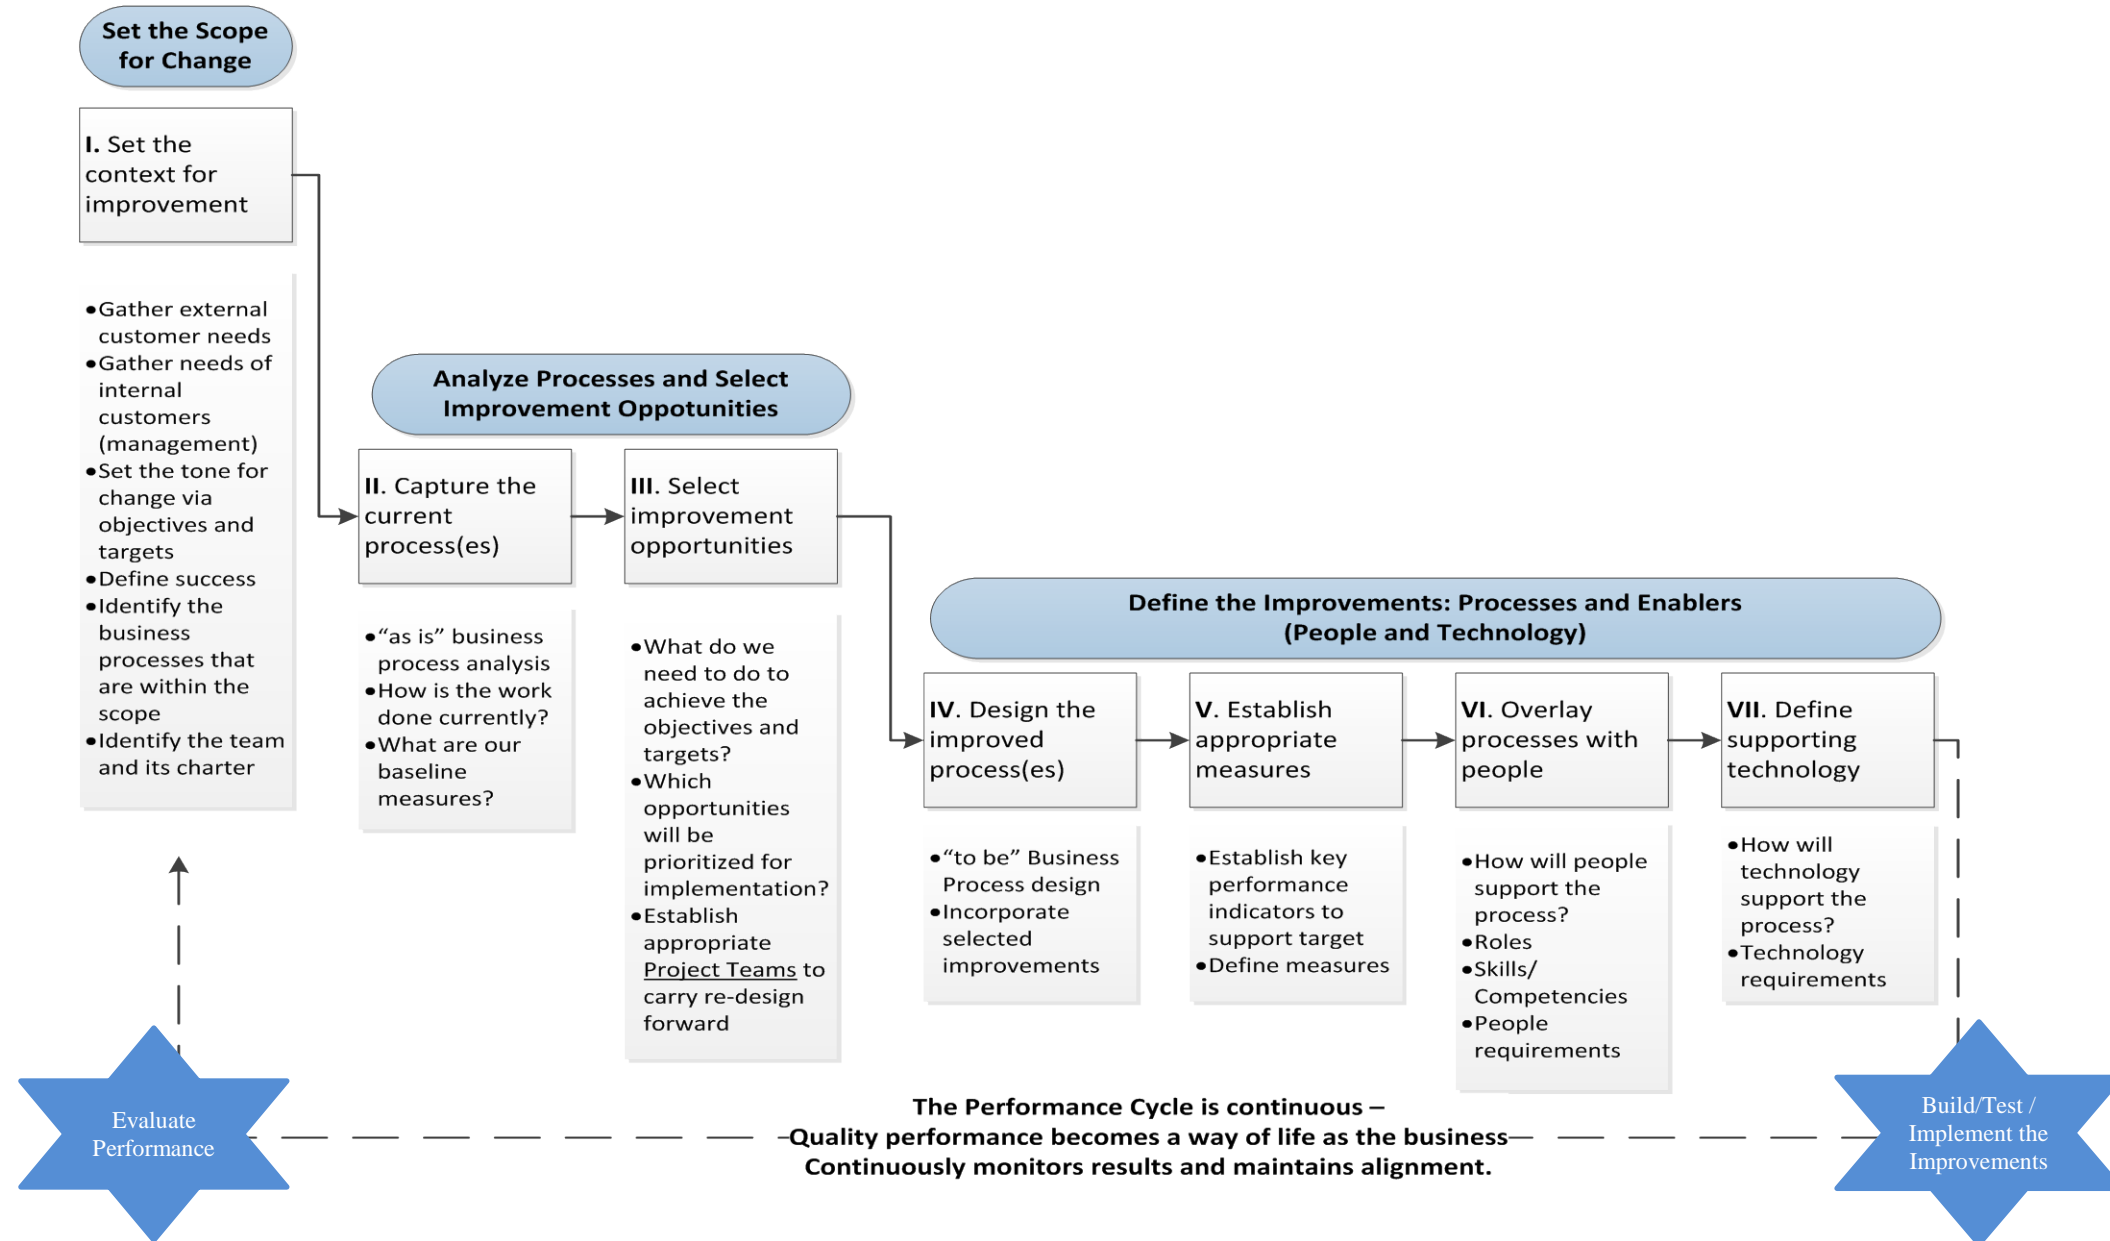 Set the Scope
for Change
I. Set the
context for
improvement
•Gather external
customer needs
•Gather needs of
internal
customers
(management)
•Set the tone for
change via
objectives and
targets
•Define success
•Identify the
business
processes that
are within the
scope
•Identify the team
and its charter
Analyze Processes and Select
Improvement Oppotunities
II. Capture the
current
process(es)
•“as is” business
process analysis
•How is the work
done currently?
•What are our
baseline
measures?
III. Select
improvement
opportunities
•What do we
need to do to
achieve the
objectives and
targets?
•Which
opportunities
will be
prioritized for
implementation?
•Establish
appropriate
Project Teams to
carry re-design
forward
Define the Improvements: Processes and Enablers
(People and Technology)
IV. Design the
improved
process(es)
•“to be” Business
Process design
•Incorporate
selected
improvements
V. Establish
appropriate
measures
•Establish key
performance
indicators to
support target
•Define measures
VI. Overlay
processes with
people
•How will people
support the
process?
•Roles
•Skills/
Competencies
•People
requirements
VII. Define
supporting
technology
•How will
technology
support the
process?
•Technology
requirements
Evaluate
Performance
The Performance Cycle is continuous –
Quality performance becomes a way of life as the business
Continuously monitors results and maintains alignment.
Build/Test /
Implement the
Improvements